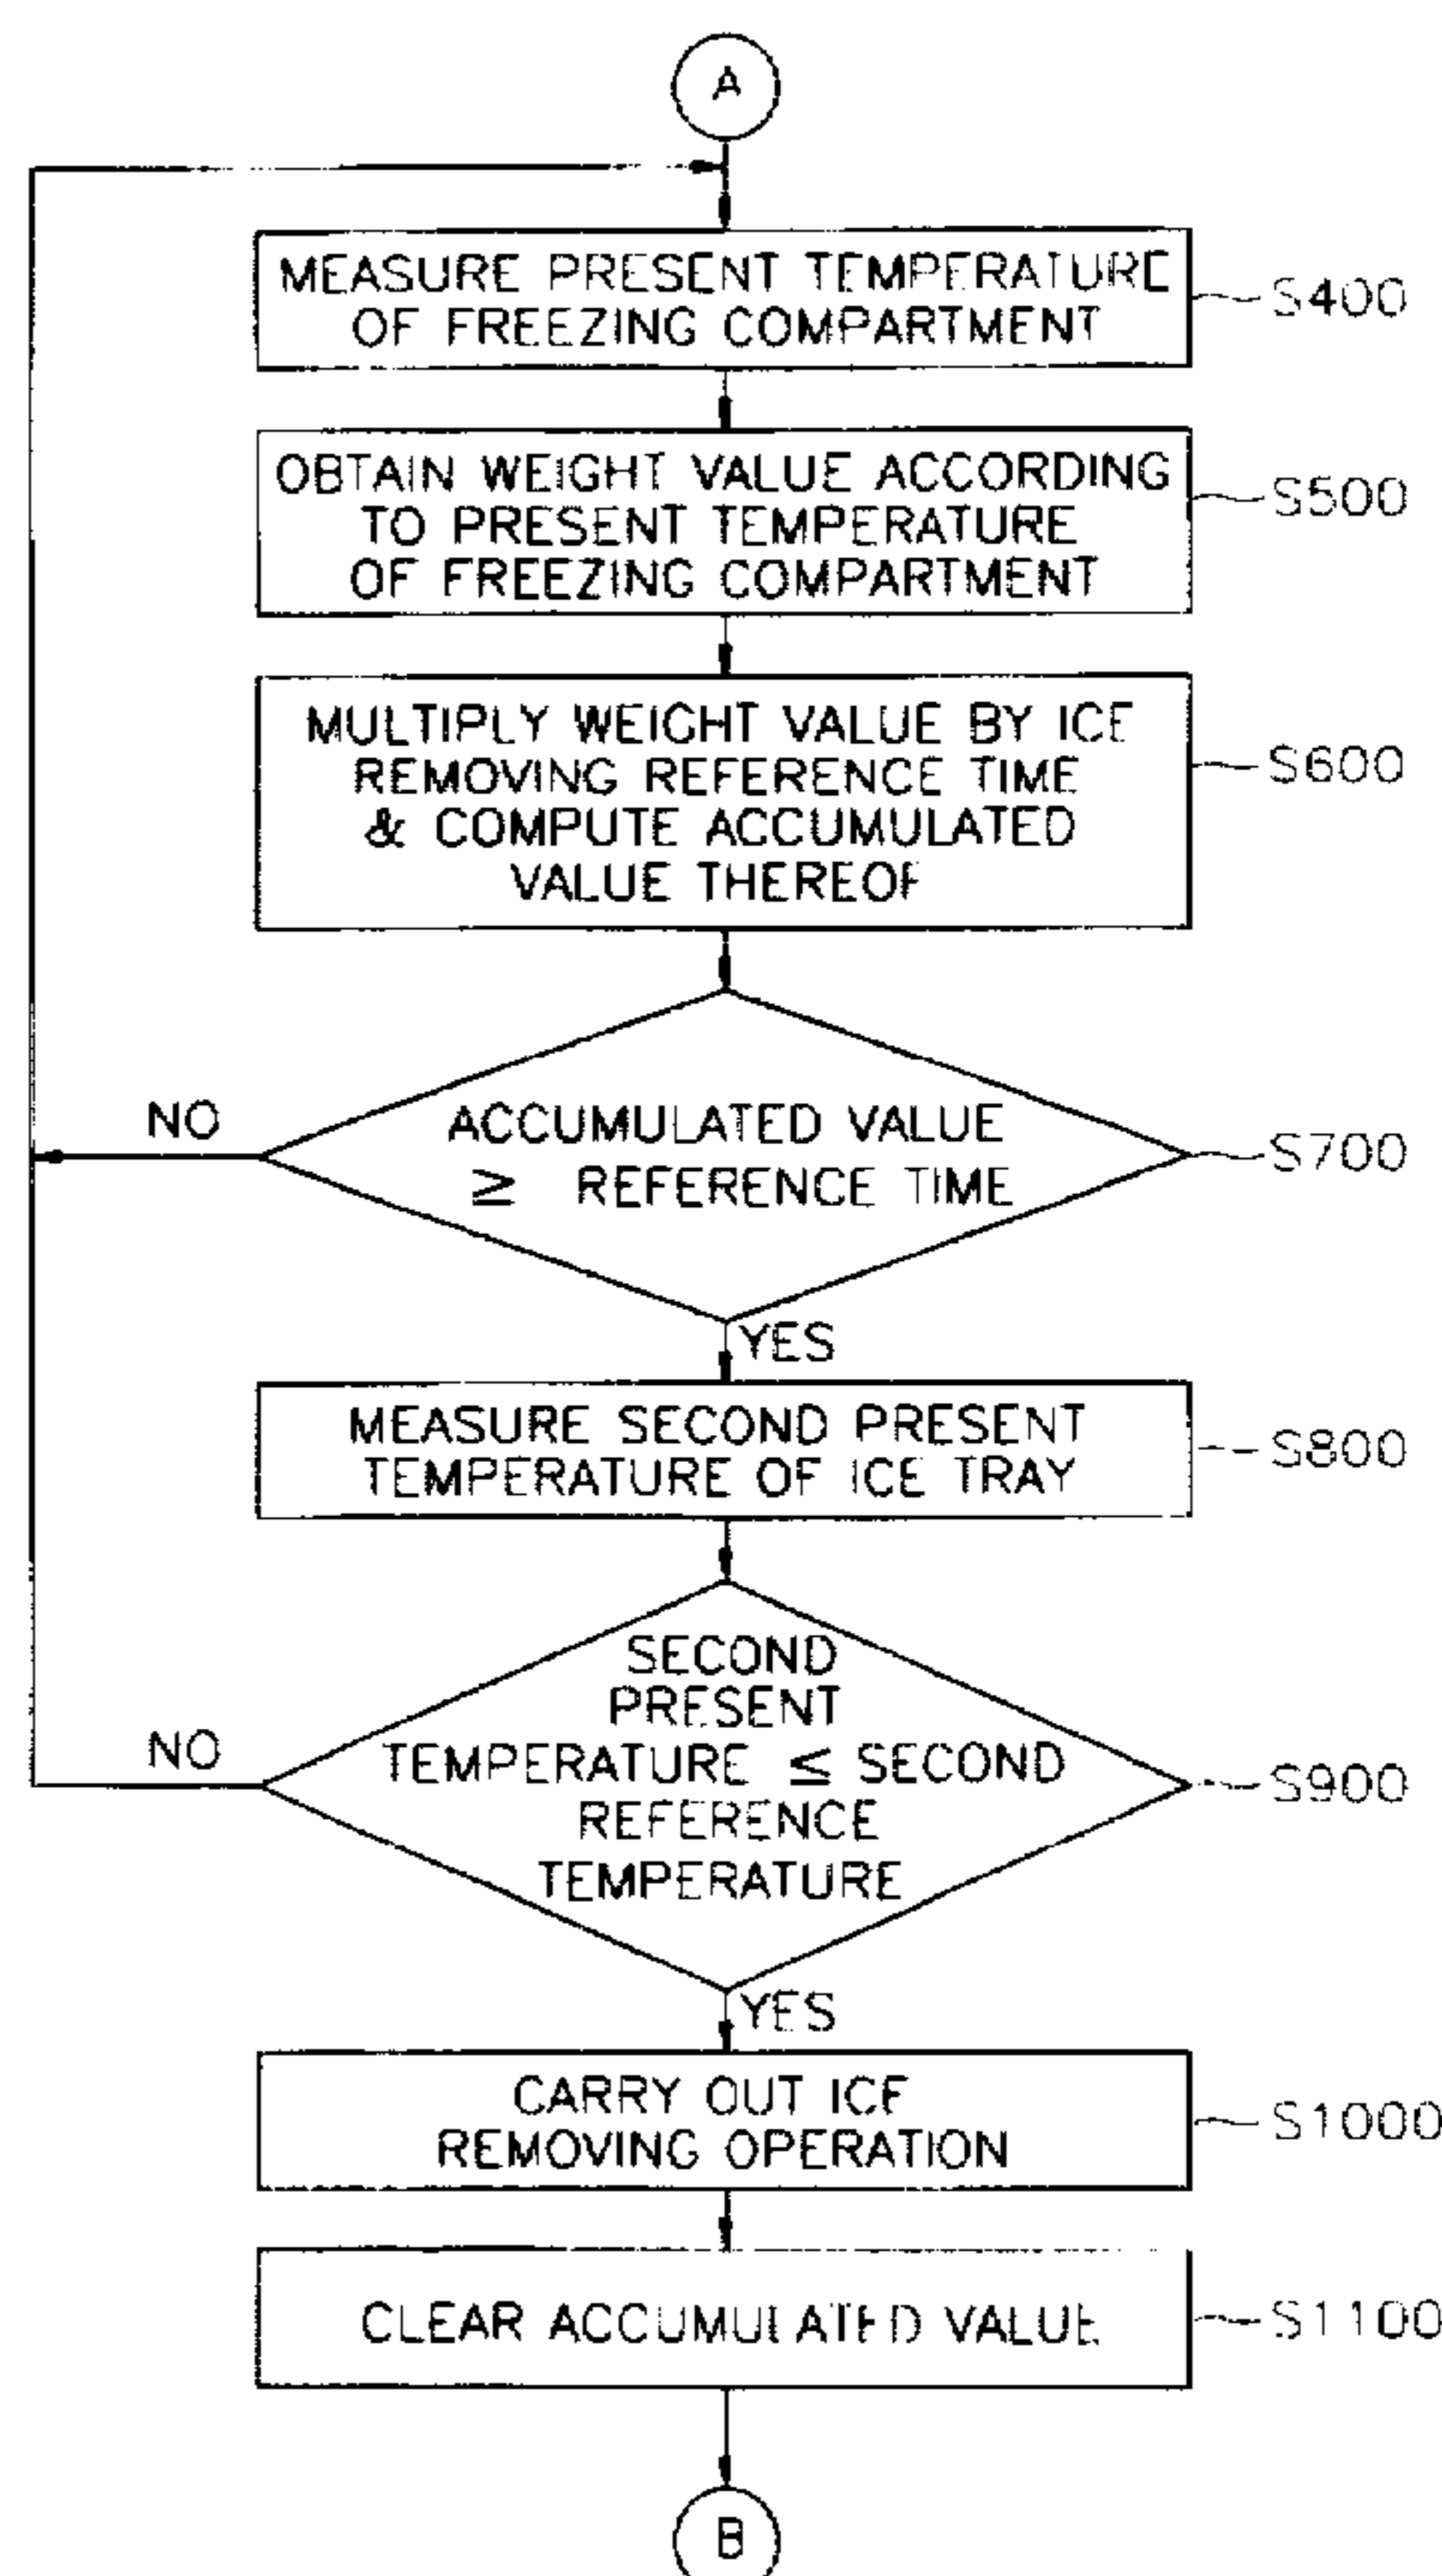 A
MEASURE PRESENT TEMPERATURE
OF FREEZING COMPARTMENT
S400
OBTAIN WEIGHT VALUE ACCORDING
TO PRESENT TEMPERATURE
OF FREEZING COMPARTMENT
S500
MULTIPLY WEIGHT VALUE BY ICE
REMOVING REFERENCE TIME
& COMPUTE ACCUMULATED
VALUE THEREOF
S600
NO
ACCUMULATED VALUE
≥ REFERENCE TIME
S700
YES
MEASURE SECOND PRESENT
TEMPERATURE OF ICE TRAY
S800
SECOND
PRESENT
NO
TEMPERATURE ≤ SECOND
REFERENCE
TEMPERATURE
S900
YES
CARRY OUT ICE
REMOVING OPERATION
S1000
CLEAR ACCUMULATED VALUE
S1100
B